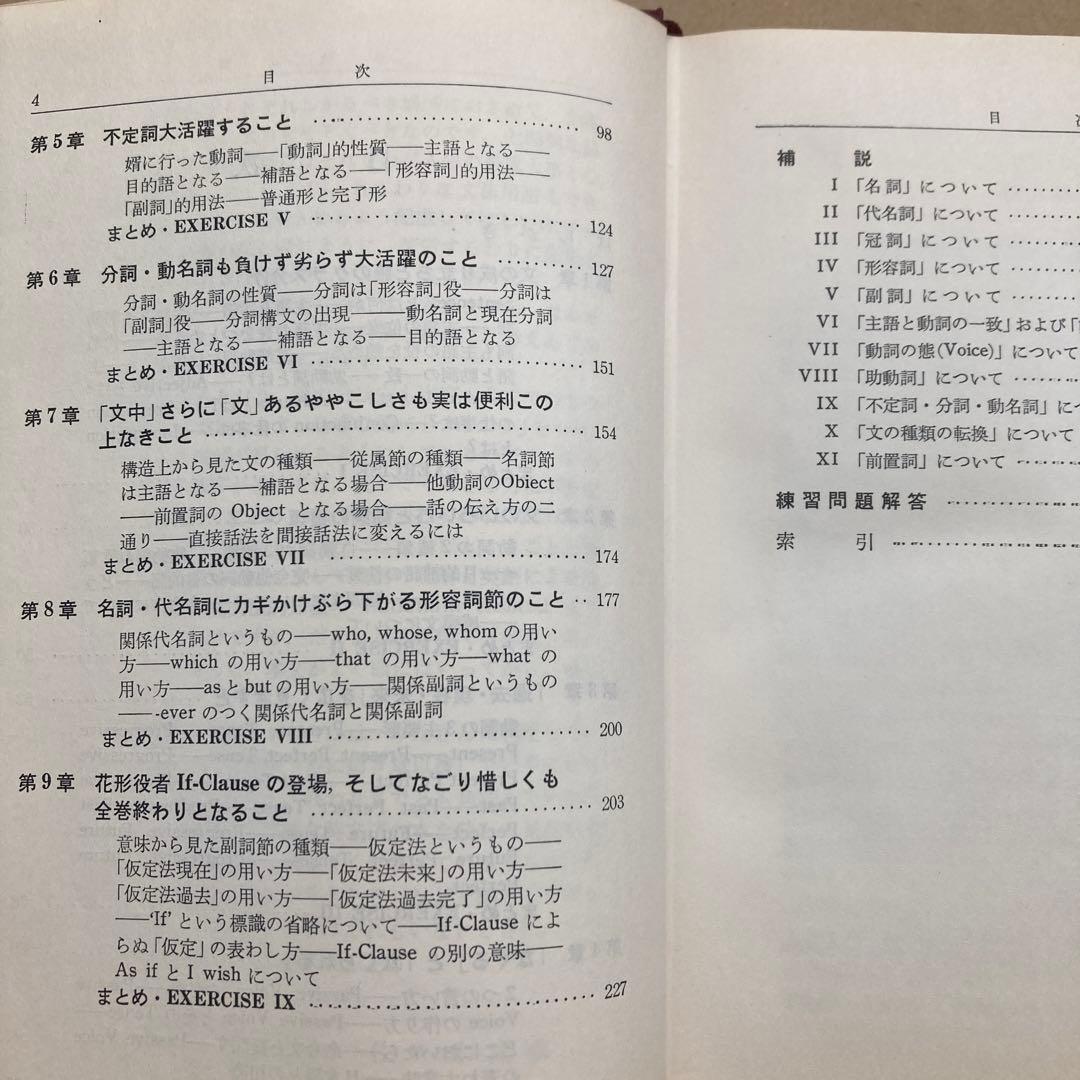 目 次
4
第5章 不定詞大活躍すること ………………………… 98
婿に行った動詞――「動詞」的性質――主語となる――
目的語となる――補語となる――「形容詞」的用法――
「副詞」的用法――普通形と完了形
まとめ・EXERCISE V ………………………… 124
第6章 分詞・動名詞も負けず劣らず大活躍のこと ………… 127
分詞・動名詞の性質――分詞は「形容詞」役――分詞は
「副詞」役――分詞構文の出現――動名詞と現在分詞
――主語となる――補語となる――目的語となる
まとめ・EXERCISE VI ………………………… 151
第7章 「文中」さらに「文」あるややこしさも実は便利この
上なきこと ………………………… 154
構造上から見た文の種類――従属節の種類――名詞節
は主語となる――補語となる場合――他動詞のObiect
――前置詞の Object となる場合――話の伝え方の二
通り――直接話法を間接話法に変えるには
まとめ・EXERCISE VII ………………………… 174
第8章 名詞・代名詞にカギかけぶら下がる形容詞節のこと ‥ 177
関係代名詞というもの――who, whose, whom の用い
方――which の用い方――that の用い方――what の
用い方――asとbutの用い方――関係副詞というもの
――-ever のつく関係代名詞と関係副詞
まとめ・EXERCISE VIII ………………………… 200
第9章 花形役者 If-Clause の登場, そしてなごり惜しくも
全巻終わりとなること ………………………… 203
意味から見た副詞節の種類――仮定法というもの――
「仮定法現在」の用い方――「仮定法未来」の用い方――
「仮定法過去」の用い方――「仮定法過去完了」の用い方
――‘If’ という標識の省略について――If-Clause によ
らぬ「仮定」の表わし方――If-Clause の別の意味――
As if と I wish について
まとめ・EXERCISE IX ………………………… 227
目 次
補 説
I 「名詞」について …………
II 「代名詞」について …………
III 「冠詞」について …………
IV 「形容詞」について …………
V 「副詞」について …………
VI 「主語と動詞の一致」および「
VII 「動詞の態(Voice)」について
VIII 「助動詞」について …………
IX 「不定詞・分詞・動名詞」に
X 「文の種類の転換」について
XI 「前置詞」について …………
練習問題解答 …………
索 引 …………